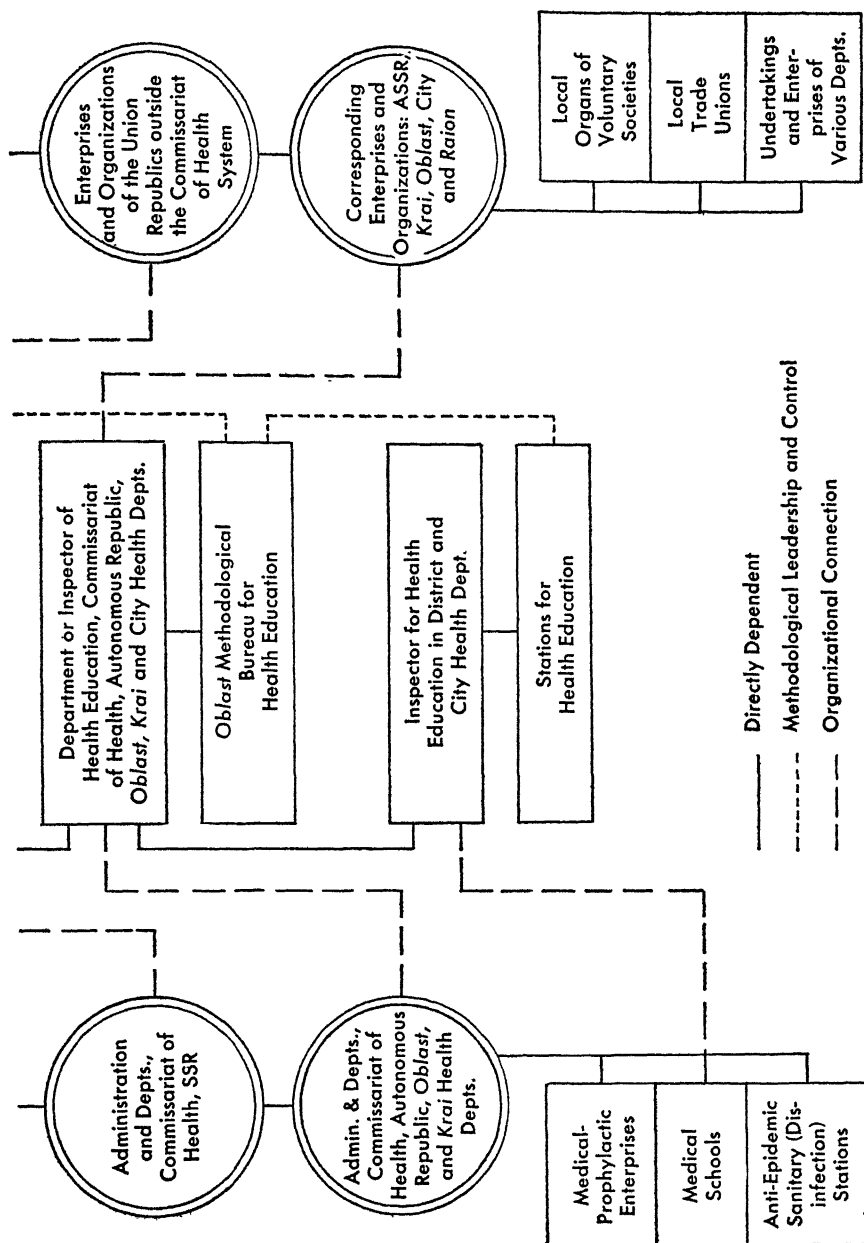 Enterprises
and Organizations
of the Union
Republics outside
the Commissariat
of Health
System
Corresponding
Enterprises and
Organizations: ASSR,
Krai, Oblast, City
and Raion
Local
Organs of
Voluntary
Societies
Local
Trade
Unions
Undertakings
and Enter-
prises of
Various Depts.
Department or Inspector of
Health Education, Commissariat
of Health, Autonomous Republic,
Oblast, Krai and City Health Depts.
Oblast Methodological
Bureau for
Health Education
Inspector for Health
Education in District and
City Health Dept.
Stations for
Health Education
Directly Dependent
Methodological Leadership and Control
Organizational Connection
Administration
and Depts.,
Commissariat of
Health, SSR
Admin. & Depts.,
Commissariat of
Health, Autonomous
Republic, Oblast,
and Krai Health
Depts.
Medical-
Prophylactic
Enterprises
Medical
Schools
Anti-Epidemic
Sanitary (Dis-
infection)
Stations